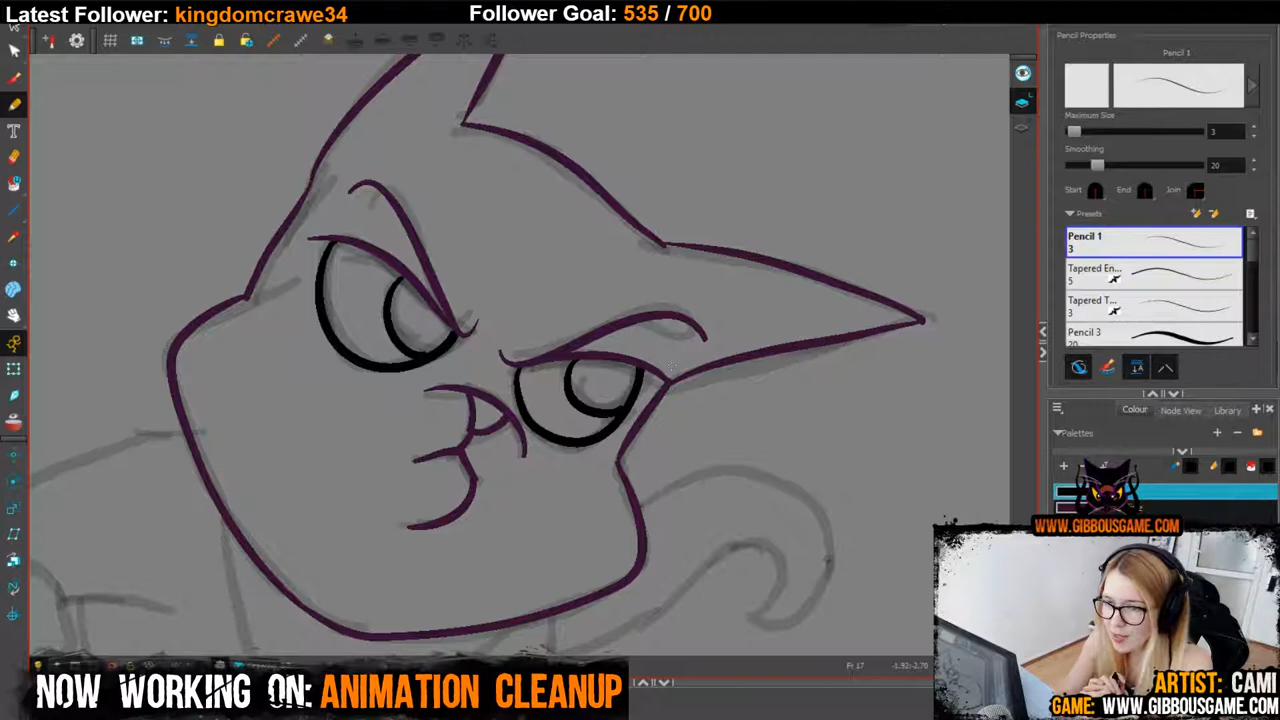 Latest Follower: kingdomcrawe34
Follower Goal: 535 / 700
Pencil Properties
Pencil 1
Maximum Size
3
Smoothing
20
Start End Join
Presets
Pencil 1
3
Tapered En...
5
Tapered T...
3
Pencil 3
20
Colour Node View Library
Palettes
WWW.GIBBOUSGAME.COM
Fr 17
NOW WORKING ON: ANIMATION CLEANUP
ARTIST: CAMI
GAME: WWW.GIBBOUSGAME.COM